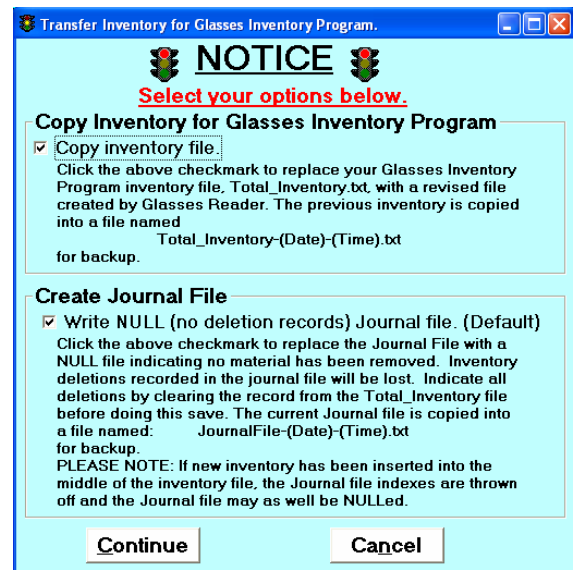 Transfer Inventory for Glasses Inventory Program.
NOTICE
Select your options below.
Copy Inventory for Glasses Inventory Program
Copy inventory file.
Click the above checkmark to replace your Glasses Inventory
Program inventory file, Total_Inventory.txt, with a revised file
created by Glasses Reader. The previous inventory is copied
into a file named
Total_Inventory-(Date)-(Time).txt
for backup.
Create Journal File
Write NULL (no deletion records) Journal file. (Default)
Click the above checkmark to replace the Journal File with a
NULL file indicating no material has been removed. Inventory
deletions recorded in the journal file will be lost. Indicate all
deletions by clearing the record from the Total_Inventory file
before doing this save. The current Journal file is copied into
a file named: JournalFile-(Date)-(Time).txt
for backup.
PLEASE NOTE: If new inventory has been inserted into the
middle of the inventory file, the Journal file indexes are thrown
off and the Journal file may as well be NULLed.
Continue Cancel